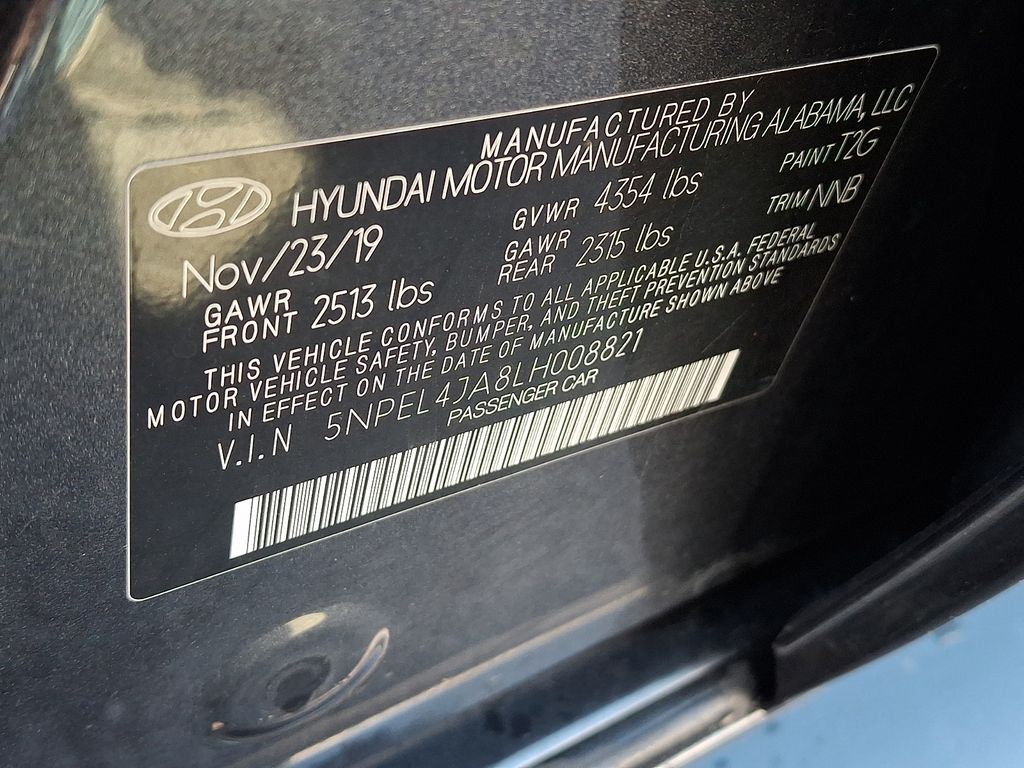 MANUFACTURED BY
HYUNDAI MOTOR MANUFACTURING ALABAMA, LLC
Nov/23/19 GVWR 4354 lbs PAINT T2G
GAWR FRONT 2513 lbs GAWR REAR 2315 lbs TRIM NNB
THIS VEHICLE CONFORMS TO ALL APPLICABLE U.S.A. FEDERAL
MOTOR VEHICLE SAFETY, BUMPER, AND THEFT PREVENTION STANDARDS
IN EFFECT ON THE DATE OF MANUFACTURE SHOWN ABOVE
V.I.N 5NPEL4JA8LH008821
PASSENGER CAR